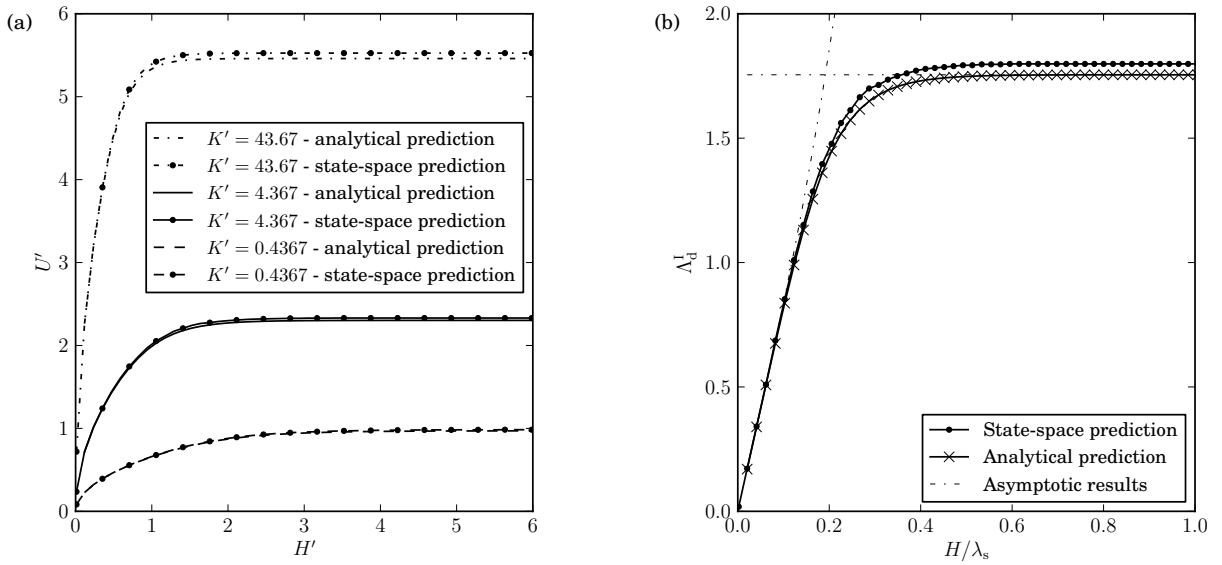 (a)
6
5
4
3
2
1
0
U′
0 1 2 3 4 5 6
H′
K′ = 43.67 - analytical prediction
K′ = 43.67 - state-space prediction
K′ = 4.367 - analytical prediction
K′ = 4.367 - state-space prediction
K′ = 0.4367 - analytical prediction
K′ = 0.4367 - state-space prediction
(b)
2.0
1.5
1.0
0.5
0.0
Λ_d^I
0.0 0.2 0.4 0.6 0.8 1.0
H/λ_s
State-space prediction
Analytical prediction
Asymptotic results